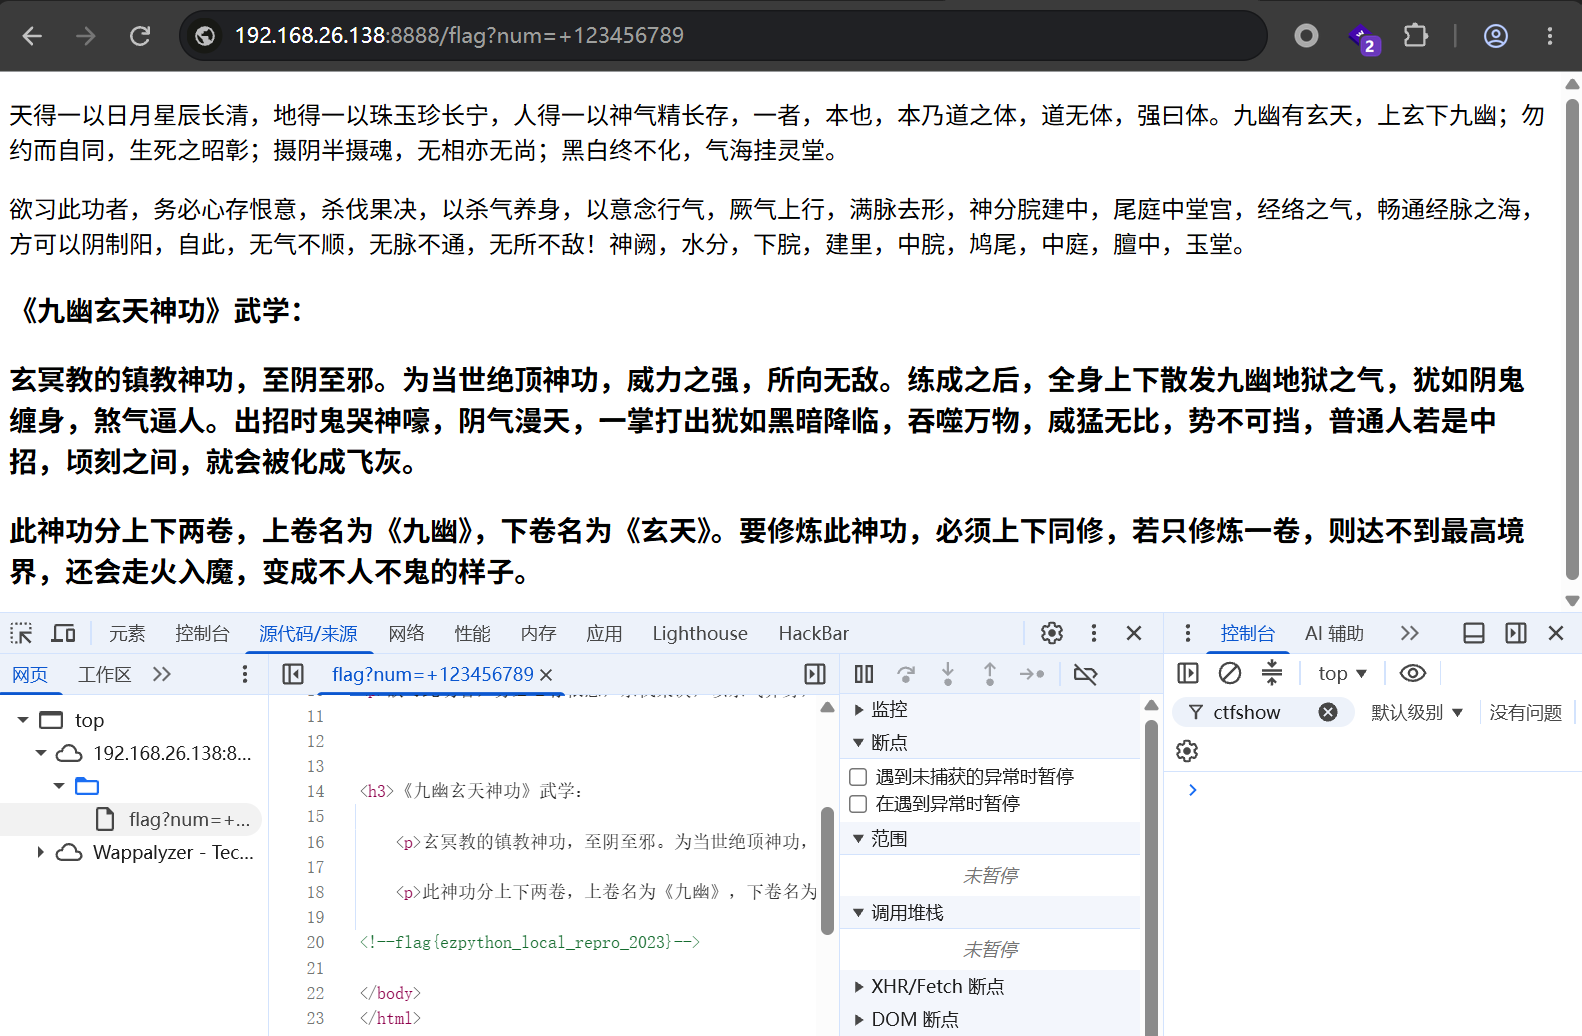 192.168.26.138:8888/flag?num=+123456789
2
天得一以日月星辰长清，地得一以珠玉珍长宁，人得一以神气精长存，一者，本也，本乃道之体，道无体，强曰体。九幽有玄天，上玄下九幽；勿
约而自同，生死之昭彰；摄阴半摄魂，无相亦无尚；黑白终不化，气海挂灵堂。
欲习此功者，务必心存恨意，杀伐果决，以杀气养身，以意念行气，厥气上行，满脉去形，神分脘建中，尾庭中堂宫，经络之气，畅通经脉之海，
方可以阴制阳，自此，无气不顺，无脉不通，无所不敌！神阙，水分，下脘，建里，中脘，鸠尾，中庭，膻中，玉堂。
《九幽玄天神功》武学：
玄冥教的镇教神功，至阴至邪。为当世绝顶神功，威力之强，所向无敌。练成之后，全身上下散发九幽地狱之气，犹如阴鬼
缠身，煞气逼人。出招时鬼哭神嚎，阴气漫天，一掌打出犹如黑暗降临，吞噬万物，威猛无比，势不可挡，普通人若是中
招，顷刻之间，就会被化成飞灰。
此神功分上下两卷，上卷名为《九幽》，下卷名为《玄天》。要修炼此神功，必须上下同修，若只修炼一卷，则达不到最高境
界，还会走火入魔，变成不人不鬼的样子。
元素 控制台 源代码/来源 网络 性能 内存 应用 Lighthouse HackBar
控制台 AI 辅助
网页 工作区
flag?num=+123456789
top
top
192.168.26.138:8...
flag?num=+...
Wappalyzer - Tec...
11
12
13
14 <h3>《九幽玄天神功》武学：
15
16 <p>玄冥教的镇教神功，至阴至邪。为当世绝顶神功，
17
18 <p>此神功分上下两卷，上卷名为《九幽》，下卷名为
19
20 <!--flag{ezpython_local_repro_2023}-->
21
22 </body>
23 </html>
监控
断点
遇到未捕获的异常时暂停
在遇到异常时暂停
范围
未暂停
调用堆栈
未暂停
XHR/Fetch 断点
DOM 断点
ctfshow 默认级别 没有问题